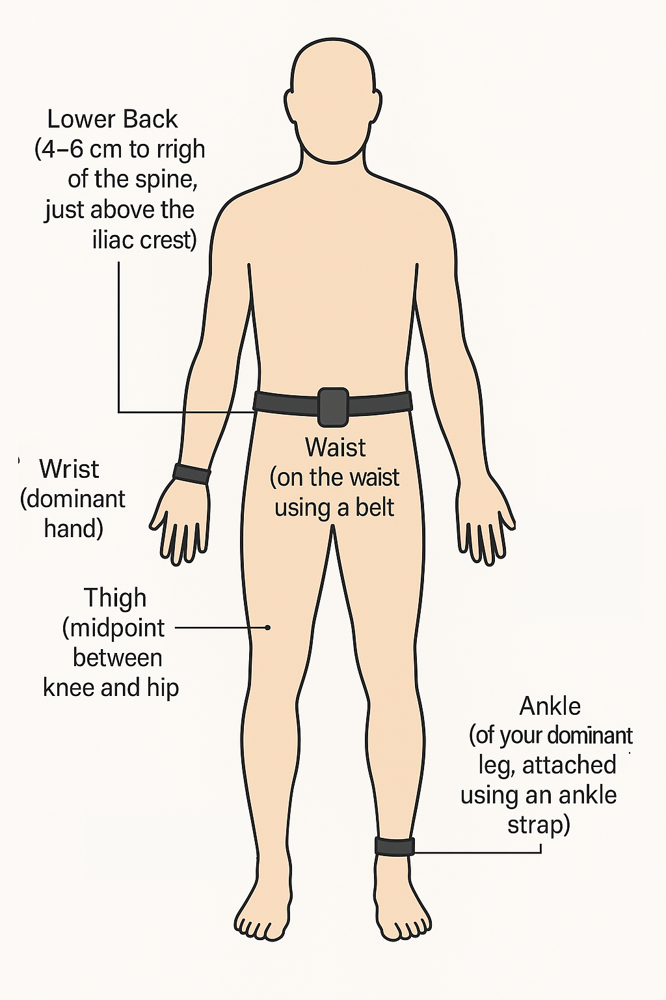 Lower Back
(4–6 cm to rrigh
of the spine,
just above the
iliac crest)
Waist
(on the waist
using a belt
Wrist
(dominant
hand)
Thigh
(midpoint
between
knee and hip
Ankle
(of your dominant
leg, attached
using an ankle
strap)